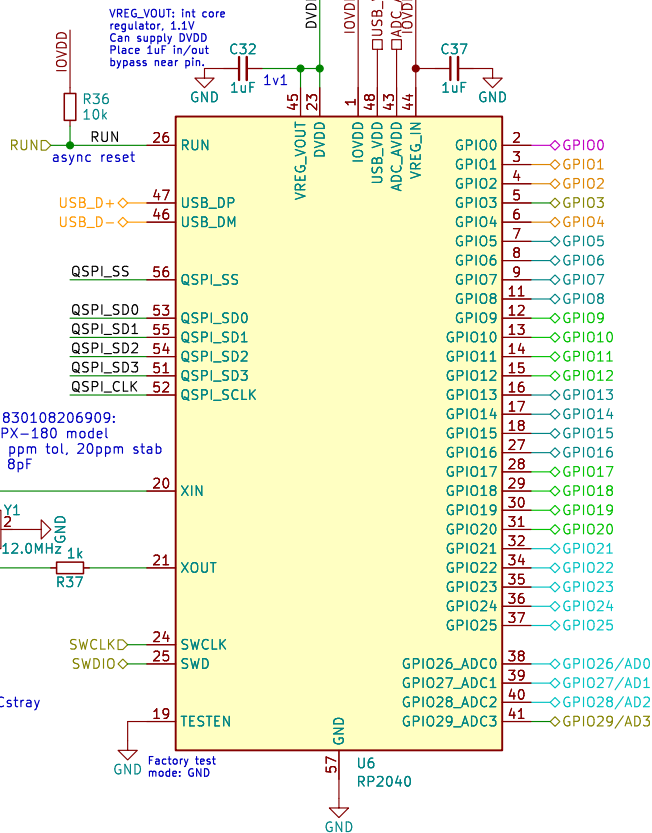 VREG_VOUT: int core
regulator, 1.1V
Can supply DVDD
Place 1uF in/out
bypass near pin.
IOVDD
C32
1uF
GND
1v1
C37
1uF
GND
R36
10k
RUN
RUN
async reset
45
23
1
48
43
44
VREG_VOUT
DVDD
IOVDD
USB_VDD
ADC_AVDD
VREG_IN
26 RUN
USB_D+ 47 USB_DP
USB_D- 46 USB_DM
QSPI_SS 56 QSPI_SS
QSPI_SD0 53 QSPI_SD0
QSPI_SD1 55 QSPI_SD1
QSPI_SD2 54 QSPI_SD2
QSPI_SD3 51 QSPI_SD3
QSPI_CLK 52 QSPI_SCLK
830108206909:
PX-180 model
ppm tol, 20ppm stab
8pF
20 XIN
Y1
2
GND
12.0MHz
1k
R37
21 XOUT
SWCLK 24 SWCLK
SWDIO 25 SWD
Cstray
19 TESTEN
GND
Factory test
mode: GND
GPIO0 2 GPIO0
GPIO1 3 GPIO1
GPIO2 4 GPIO2
GPIO3 5 GPIO3
GPIO4 6 GPIO4
GPIO5 7 GPIO5
GPIO6 8 GPIO6
GPIO7 9 GPIO7
GPIO8 11 GPIO8
GPIO9 12 GPIO9
GPIO10 13 GPIO10
GPIO11 14 GPIO11
GPIO12 15 GPIO12
GPIO13 16 GPIO13
GPIO14 17 GPIO14
GPIO15 18 GPIO15
GPIO16 27 GPIO16
GPIO17 28 GPIO17
GPIO18 29 GPIO18
GPIO19 30 GPIO19
GPIO20 31 GPIO20
GPIO21 32 GPIO21
GPIO22 34 GPIO22
GPIO23 35 GPIO23
GPIO24 36 GPIO24
GPIO25 37 GPIO25
GPIO26_ADC0 38 GPIO26/AD0
GPIO27_ADC1 39 GPIO27/AD1
GPIO28_ADC2 40 GPIO28/AD2
GPIO29_ADC3 41 GPIO29/AD3
GND
57
U6
RP2040
GND